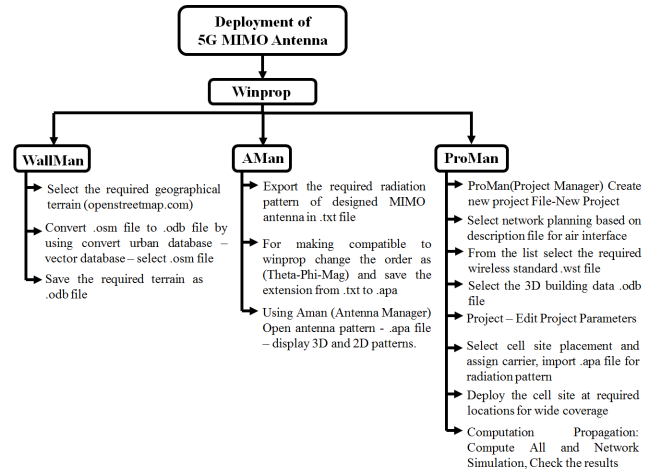 Deployment of
5G MIMO Antenna
Winprop
WallMan
Select the required geographical
terrain (openstreetmap.com)
Convert .osm file to .odb file by
using convert urban database –
vector database – select .osm file
Save the required terrain as
.odb file
AMan
Export the required radiation
pattern of designed MIMO
antenna in .txt file
For making compatible to
winprop change the order as
(Theta-Phi-Mag) and save the
extension from .txt to .apa
Using Aman (Antenna Manager)
Open antenna pattern - .apa file
– display 3D and 2D patterns.
ProMan
ProMan(Project Manager) Create
new project File-New Project
Select network planning based on
description file for air interface
From the list select the required
wireless standard .wst file
Select the 3D building data .odb
file
Project – Edit Project Parameters
Select cell site placement and
assign carrier, import .apa file for
radiation pattern
Deploy the cell site at required
locations for wide coverage
Computation Propagation:
Compute All and Network
Simulation, Check the results